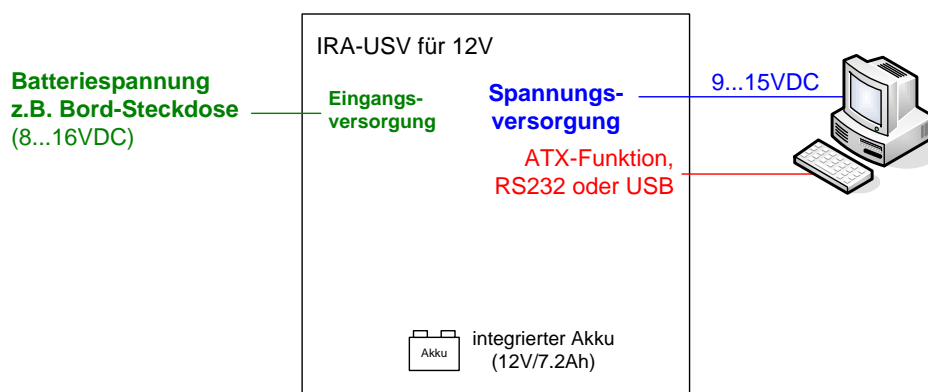 IRA-USV für 12V
Batteriespannung
z.B. Bord-Steckdose
(8...16VDC)
Eingangs-
versorgung
Spannungs-
versorgung
9...15VDC
ATX-Funktion,
RS232 oder USB
Akku
integrierter Akku
(12V/7.2Ah)